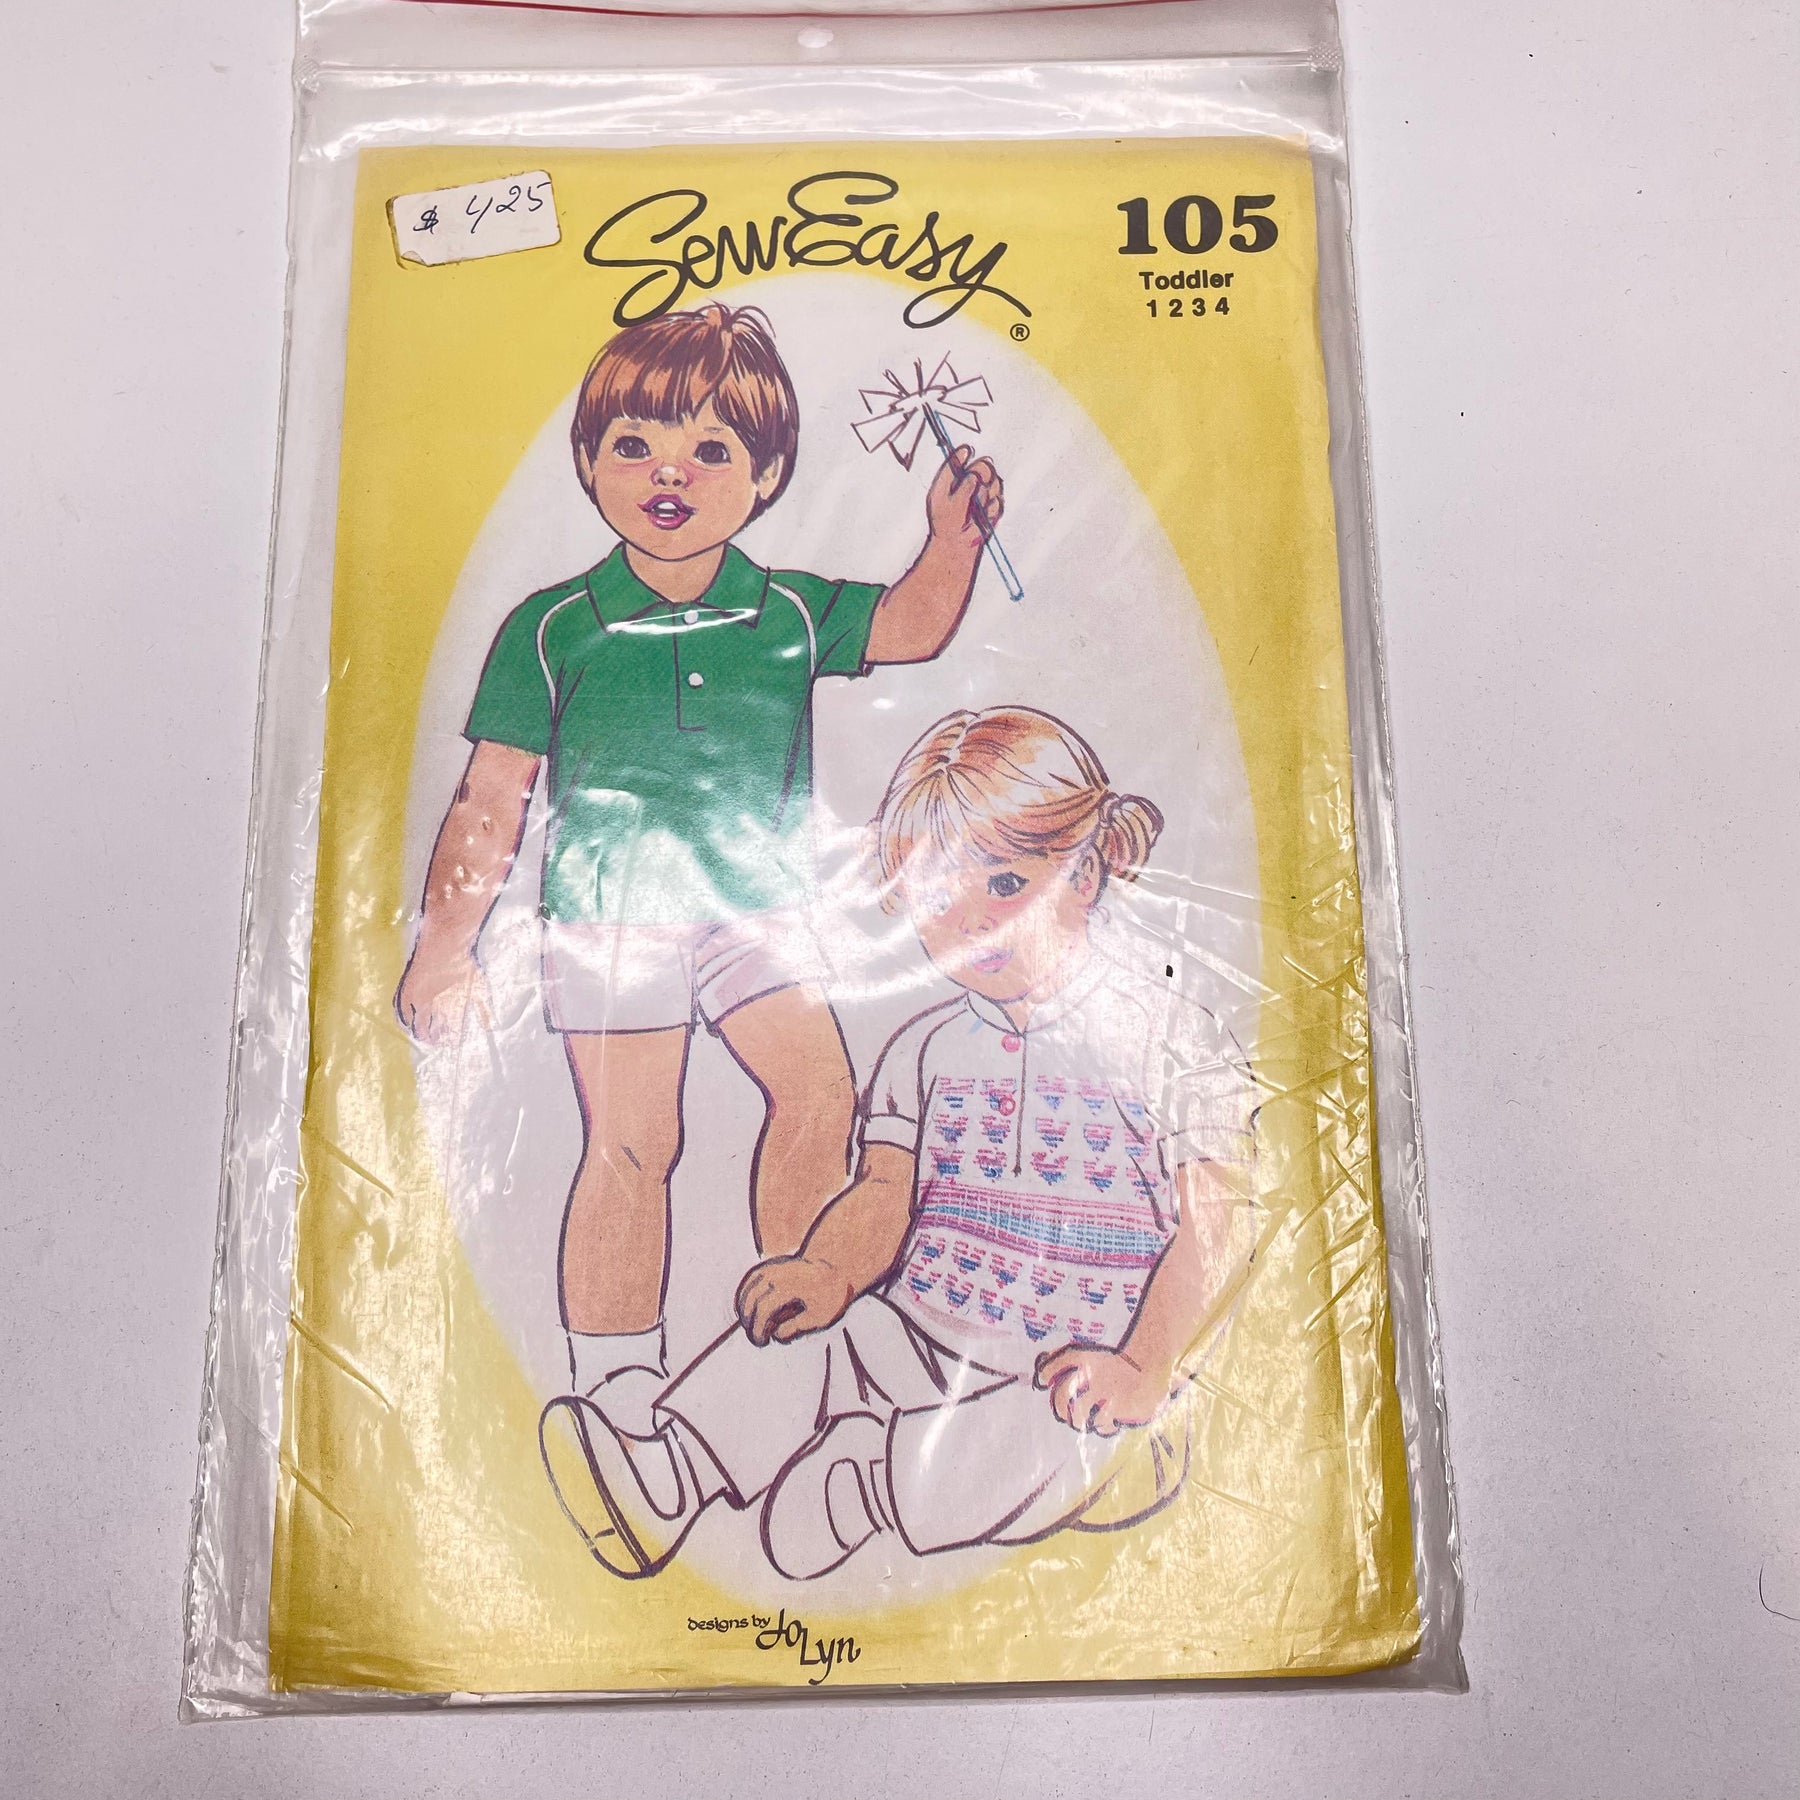 $ 4.25
SewEasy ®
105
Toddler
1 2 3 4
designs by
JoLyn